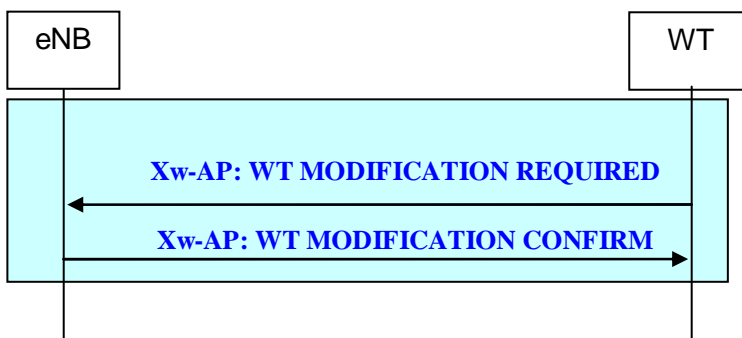 eNB
WT
Xw-AP: WT MODIFICATION REQUIRED
Xw-AP: WT MODIFICATION CONFIRM